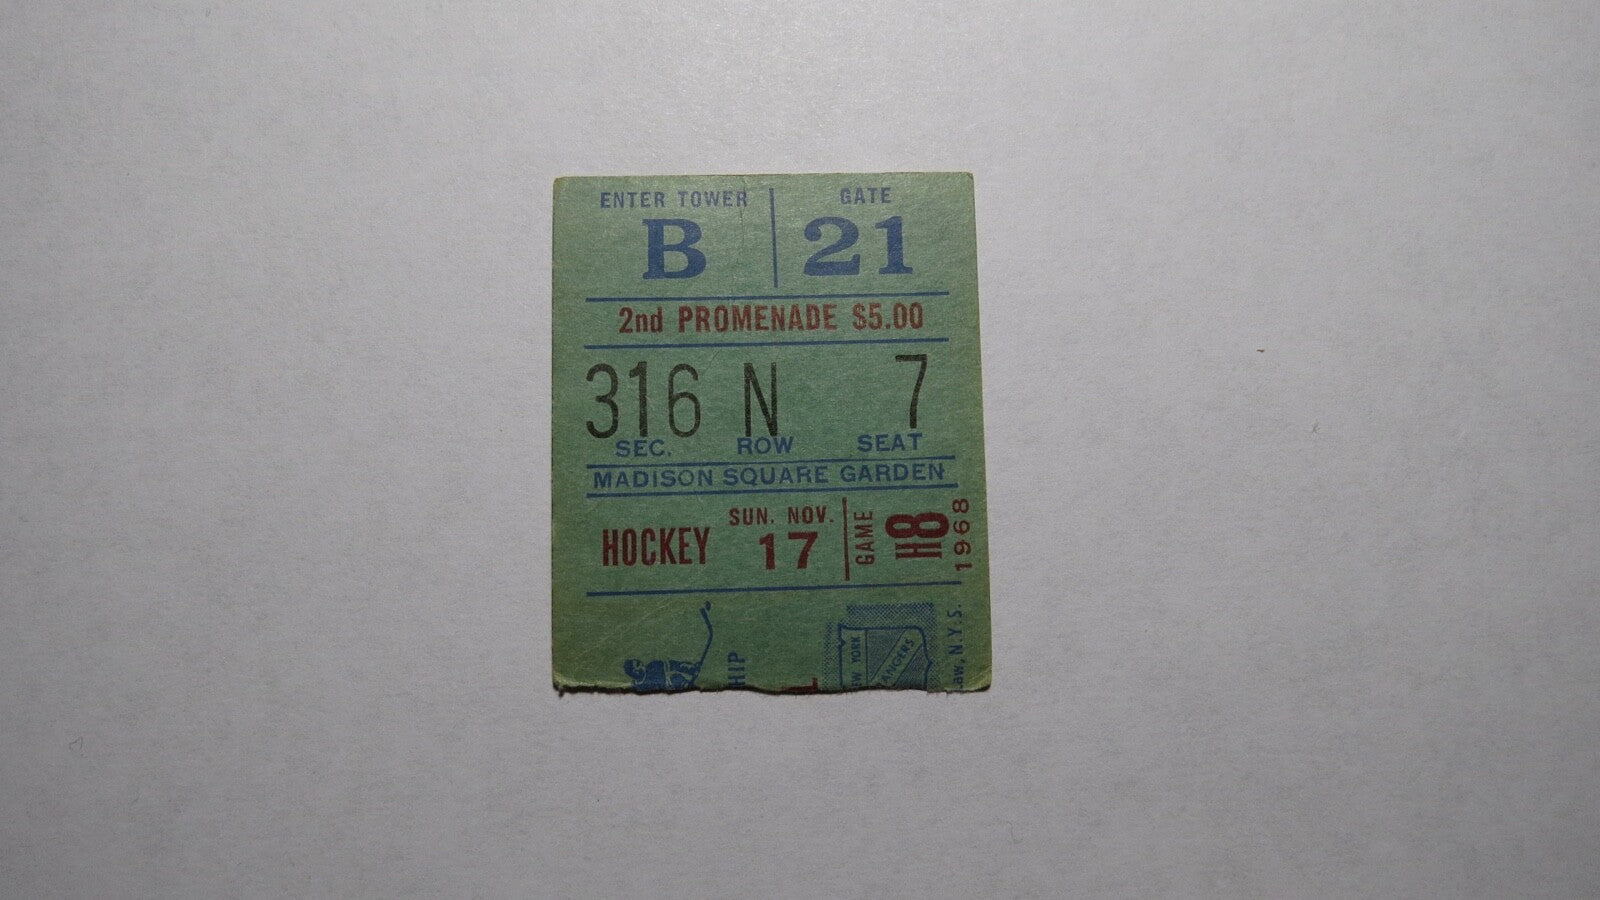 ENTER TOWER GATE
B 21
2nd PROMENADE $5.00
316 N 7
SEC. ROW SEAT
MADISON SQUARE GARDEN
HOCKEY SUN. NOV. 17 GAME H8 1968
YORK